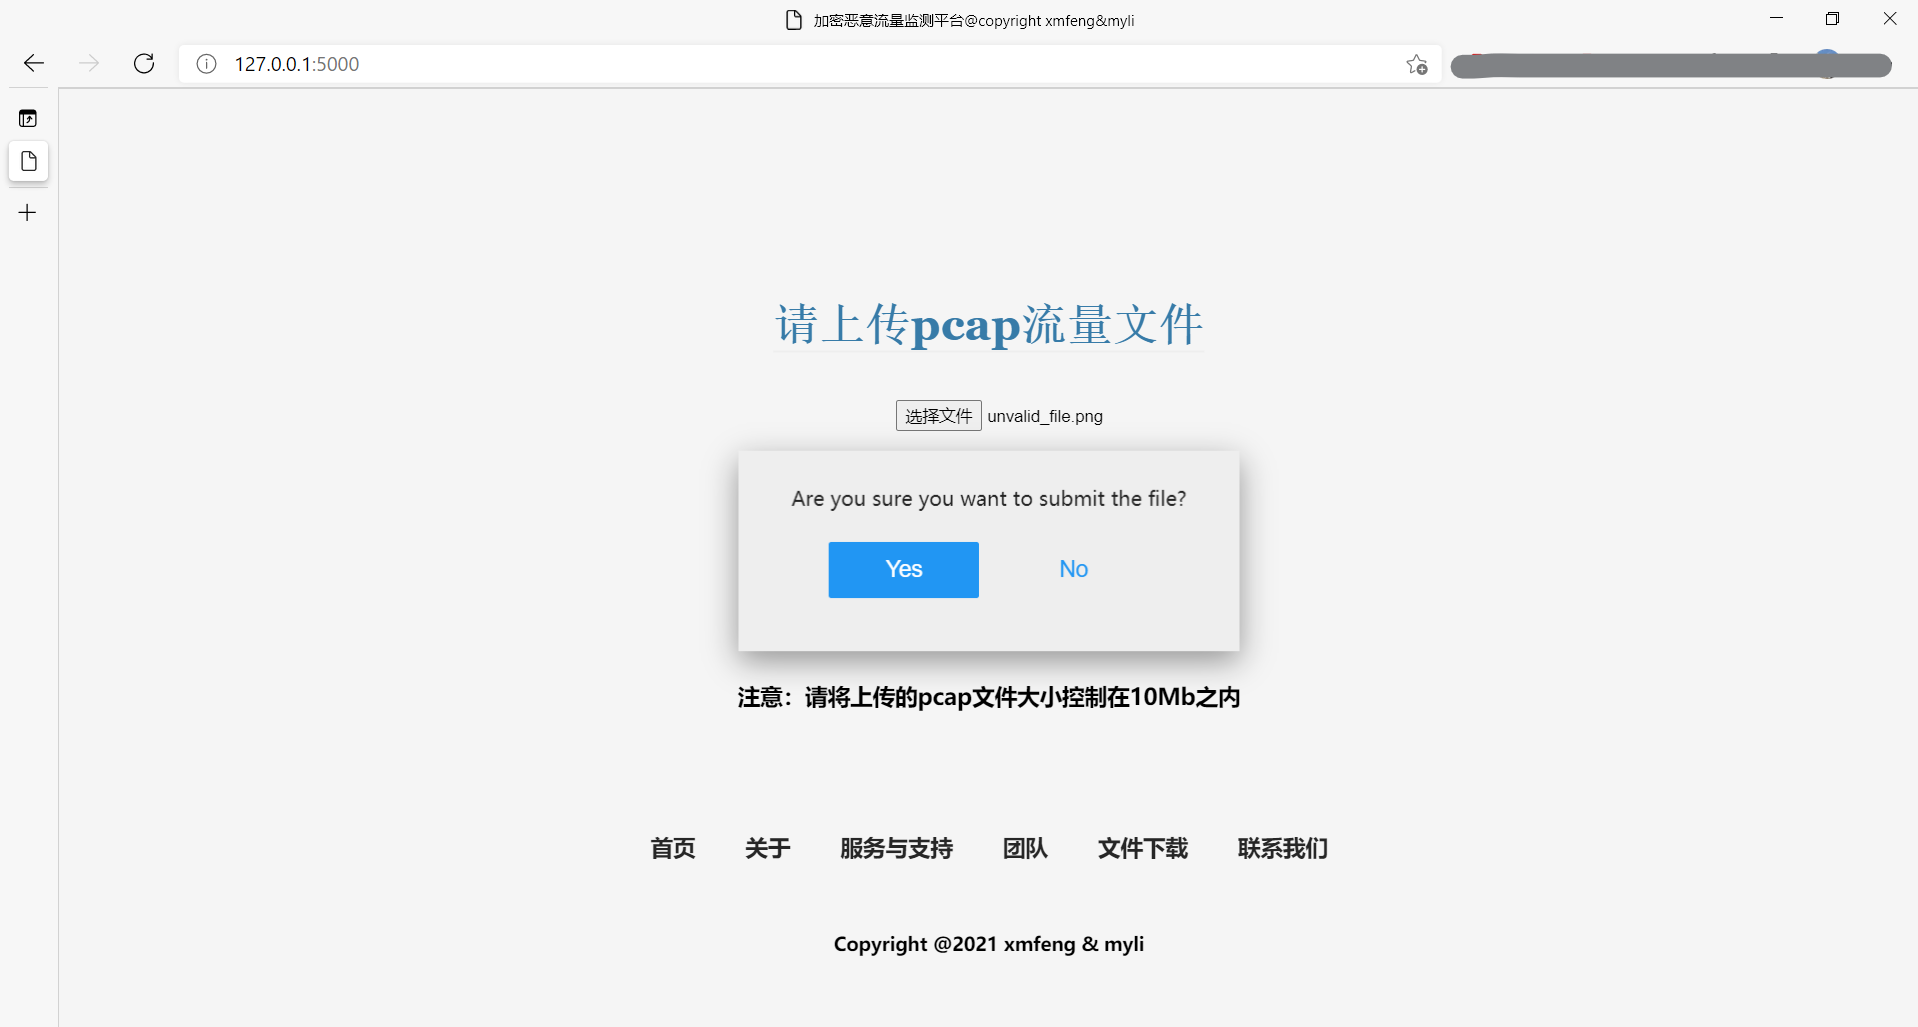 加密恶意流量监测平台@copyright xmfeng&myli
127.0.0.1:5000
请上传pcap流量文件
选择文件 unvalid_file.png
Are you sure you want to submit the file?
Yes No
注意：请将上传的pcap文件大小控制在10Mb之内
首页 关于 服务与支持 团队 文件下载 联系我们
Copyright @2021 xmfeng & myli